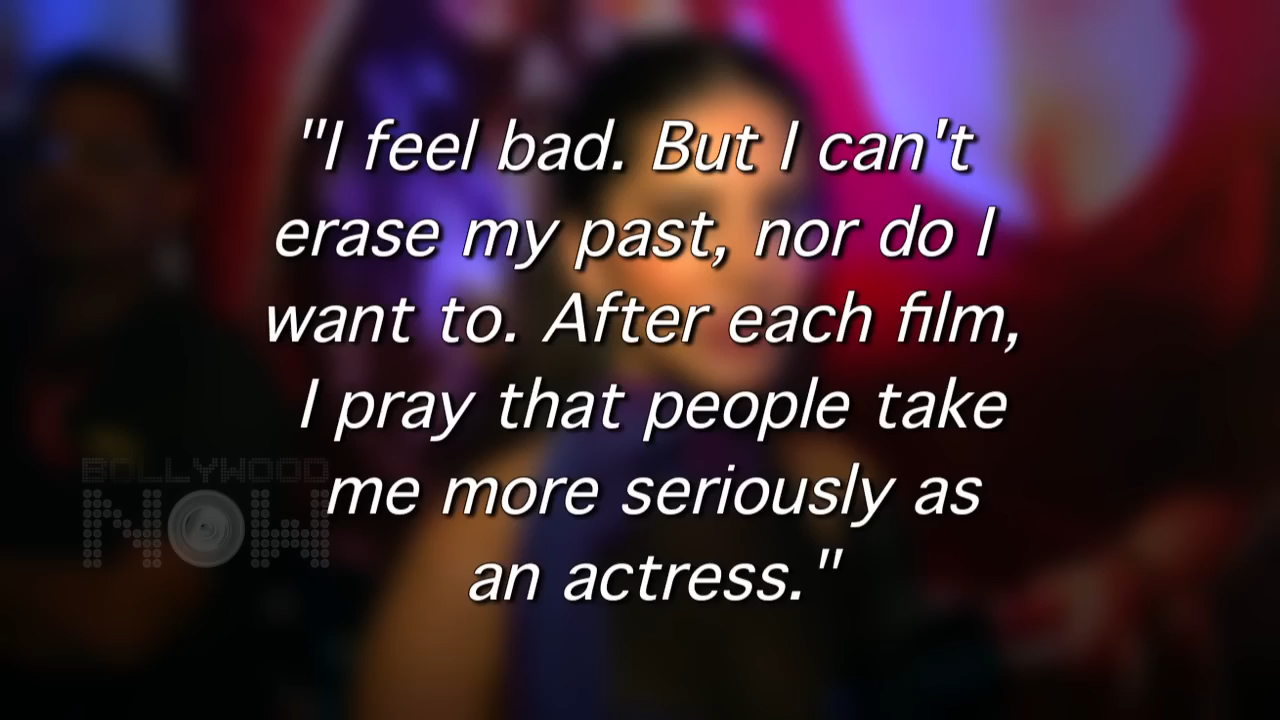 "I feel bad. But I can't
erase my past, nor do I
want to. After each film,
I pray that people take
me more seriously as
an actress."
BOLLYWOOD
NOW